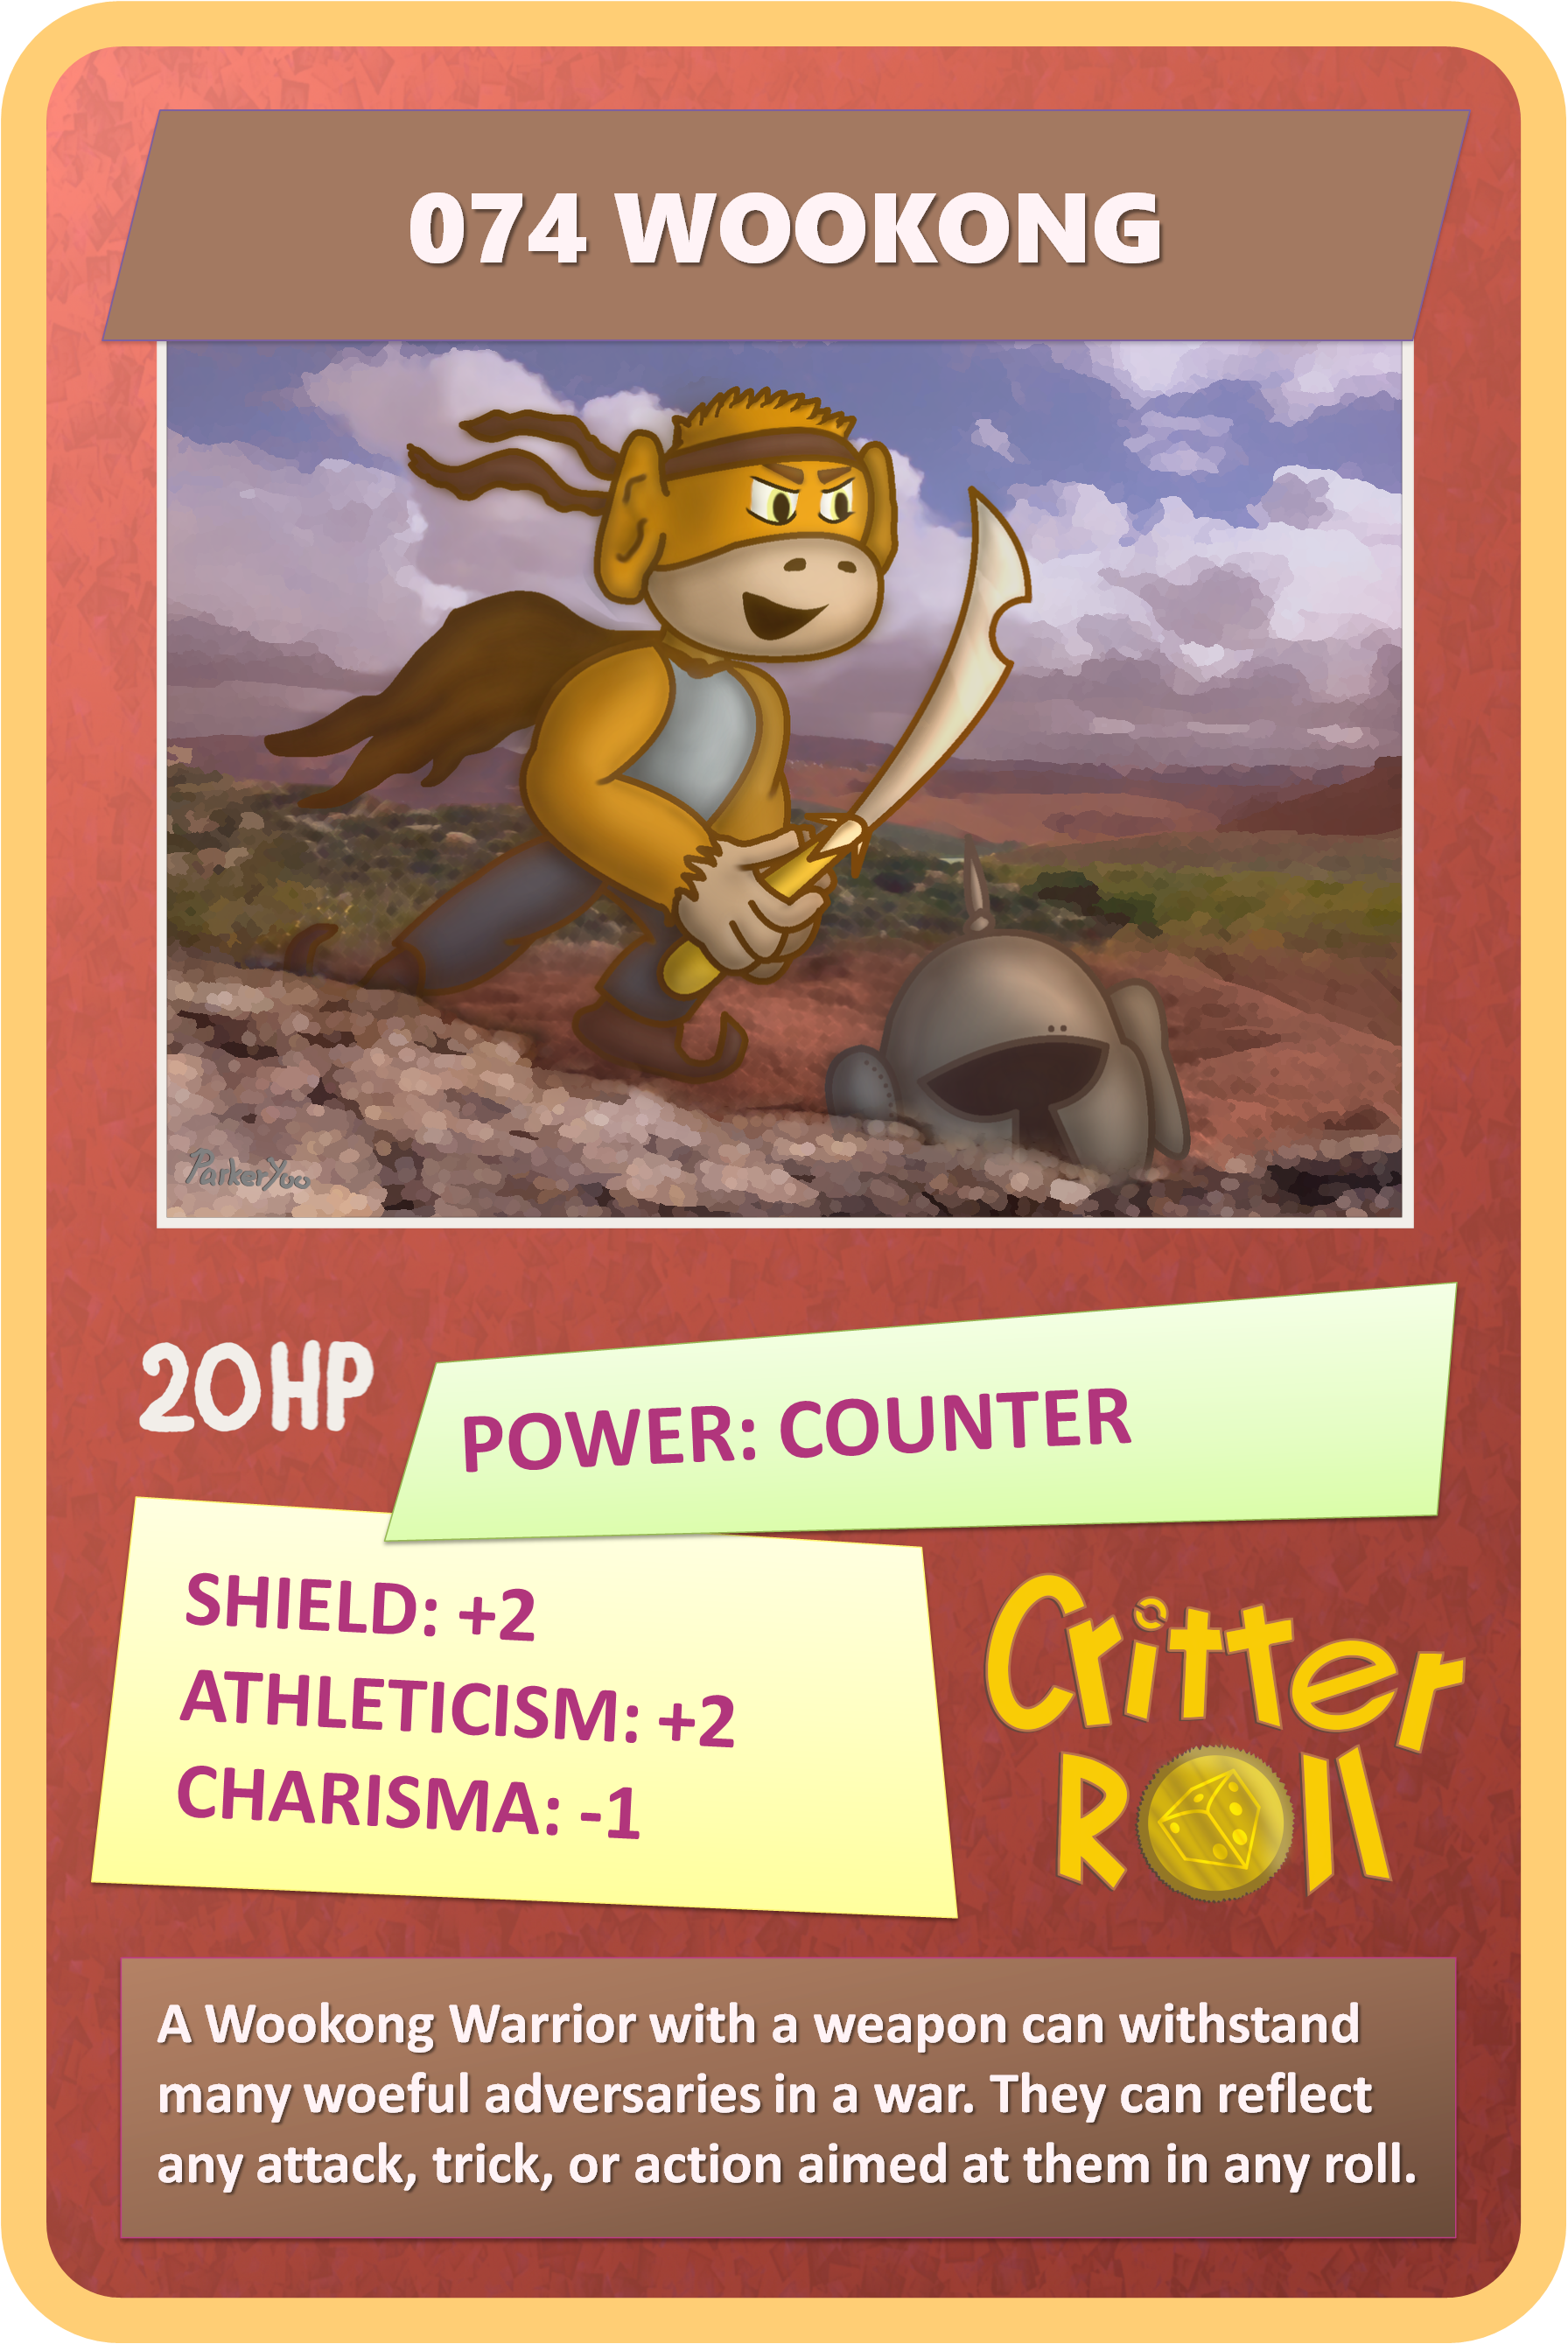 074 WOOKONG
ParkerYoo
20HP
POWER: COUNTER
SHIELD: +2
ATHLETICISM: +2
CHARISMA: -1
Critter
Roll
A Wookong Warrior with a weapon can withstand
many woeful adversaries in a war. They can reflect
any attack, trick, or action aimed at them in any roll.